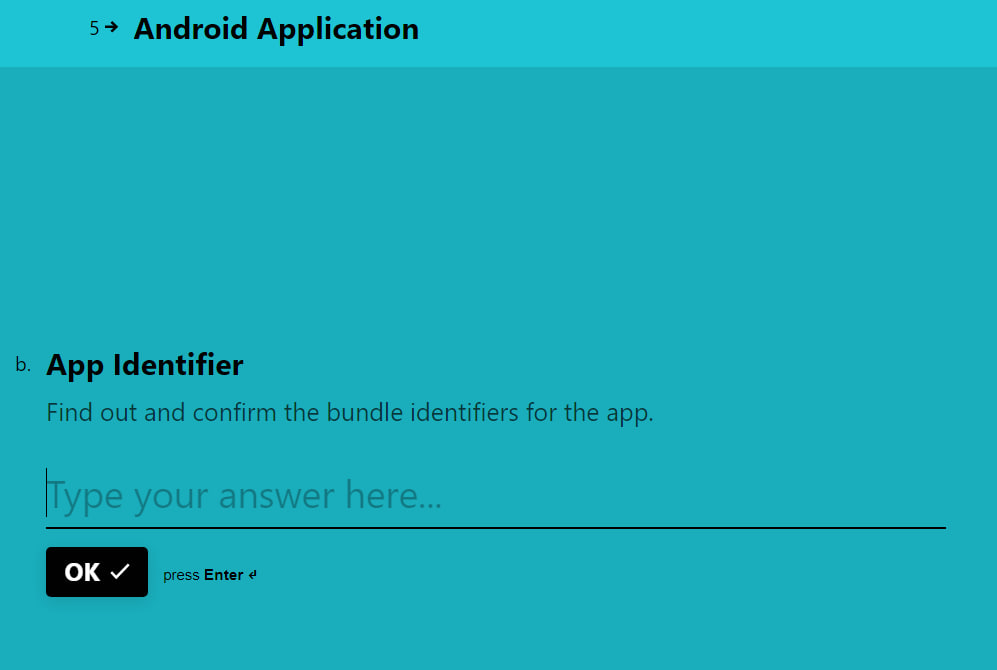 5→ Android Application
b. App Identifier
Find out and confirm the bundle identifiers for the app.
Type your answer here...
OK ✓ press Enter ↵